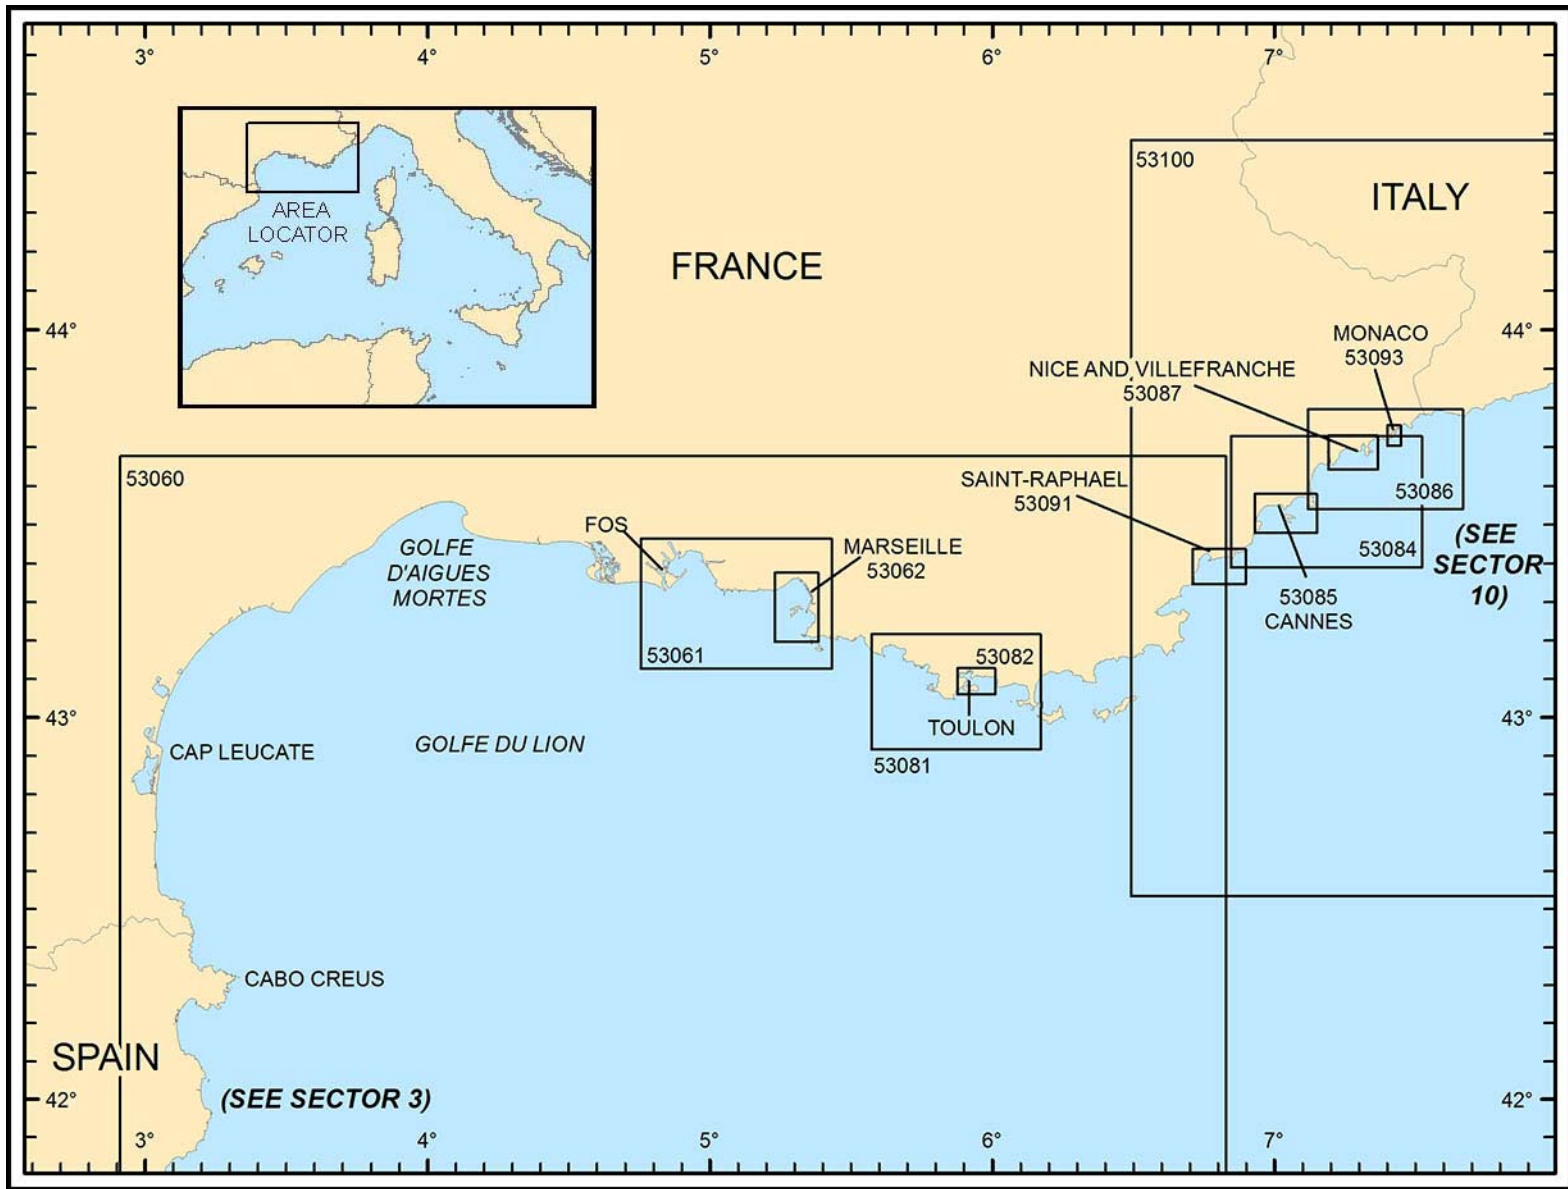 3° 4° 5° 6° 7°
53100
ITALY
AREA
LOCATOR
FRANCE
44° 44°
MONACO
53093
NICE AND VILLEFRANCHE
53087
53060
SAINT-RAPHAEL
53091
53086
FOS
GOLFE
D'AIGUES
MORTES
MARSEILLE
53062
53084
(SEE
SECTOR
10)
53085
CANNES
53061
53082
43° 43°
TOULON
CAP LEUCATE
GOLFE DU LION
53081
CABO CREUS
SPAIN
(SEE SECTOR 3)
42° 42°
3° 4° 5° 6° 7°